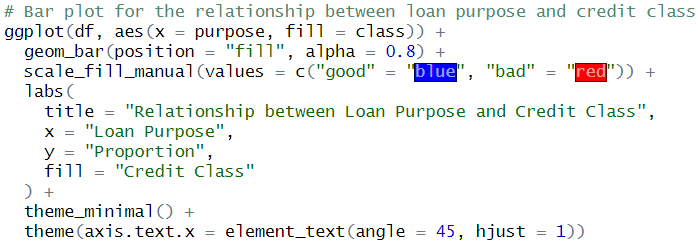 # Bar plot for the relationship between loan purpose and credit class
ggplot(df, aes(x = purpose, fill = class)) +
  geom_bar(position = "fill", alpha = 0.8) +
  scale_fill_manual(values = c("good" = "blue", "bad" = "red")) +
  labs(
    title = "Relationship between Loan Purpose and Credit Class",
    x = "Loan Purpose",
    y = "Proportion",
    fill = "Credit Class"
  ) +
  theme_minimal() +
  theme(axis.text.x = element_text(angle = 45, hjust = 1))